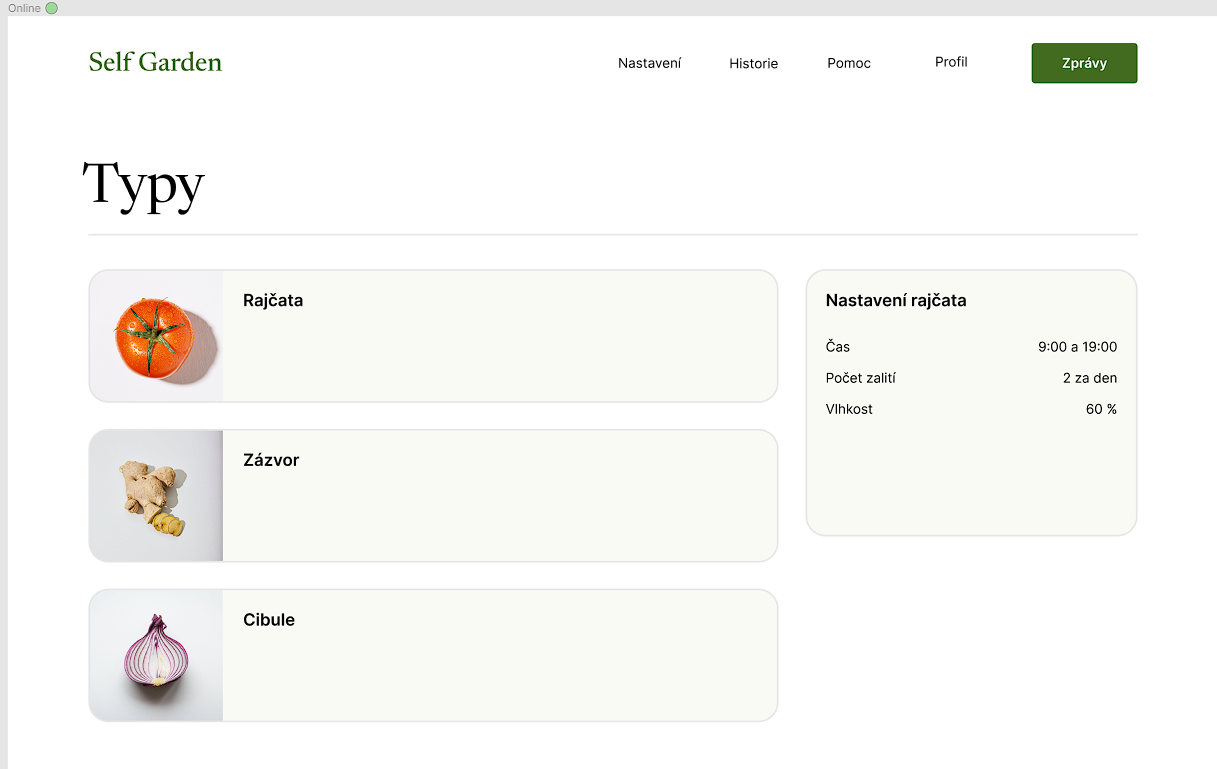 Online
Self Garden
Nastavení
Historie
Pomoc
Profil
Zprávy
Typy
Rajčata
Zázvor
Cibule
Nastavení rajčata
Čas 9:00 a 19:00
Počet zalití 2 za den
Vlhkost 60 %